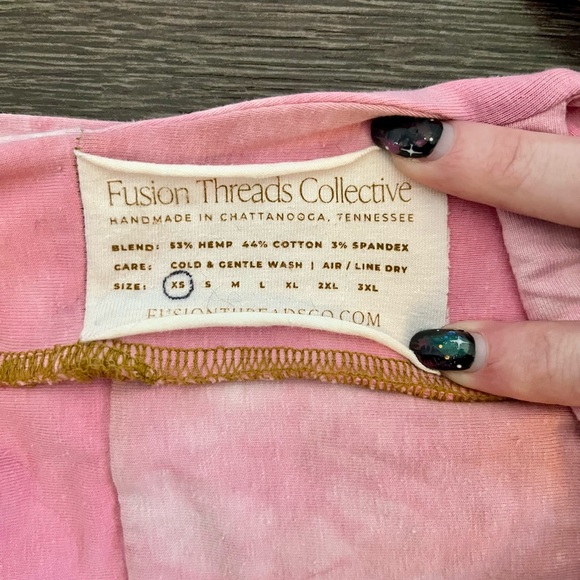 Fusion Threads Collective
HANDMADE IN CHATTANOOGA, TENNESSEE
BLEND: 53% HEMP 44% COTTON 3% SPANDEX
CARE: COLD & GENTLE WASH | AIR / LINE DRY
SIZE: XS S M L XL 2XL 3XL
FUSIONTHREADSCO.COM